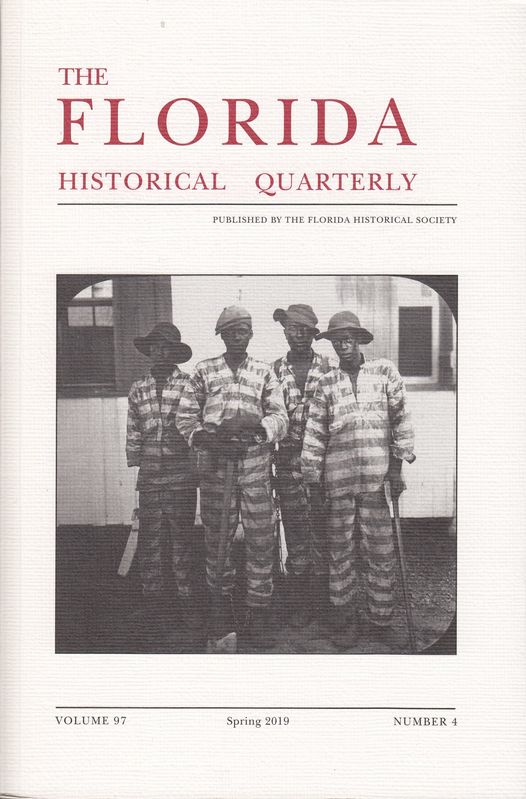 THE
FLORIDA
HISTORICAL QUARTERLY
PUBLISHED BY THE FLORIDA HISTORICAL SOCIETY
VOLUME 97 Spring 2019 NUMBER 4